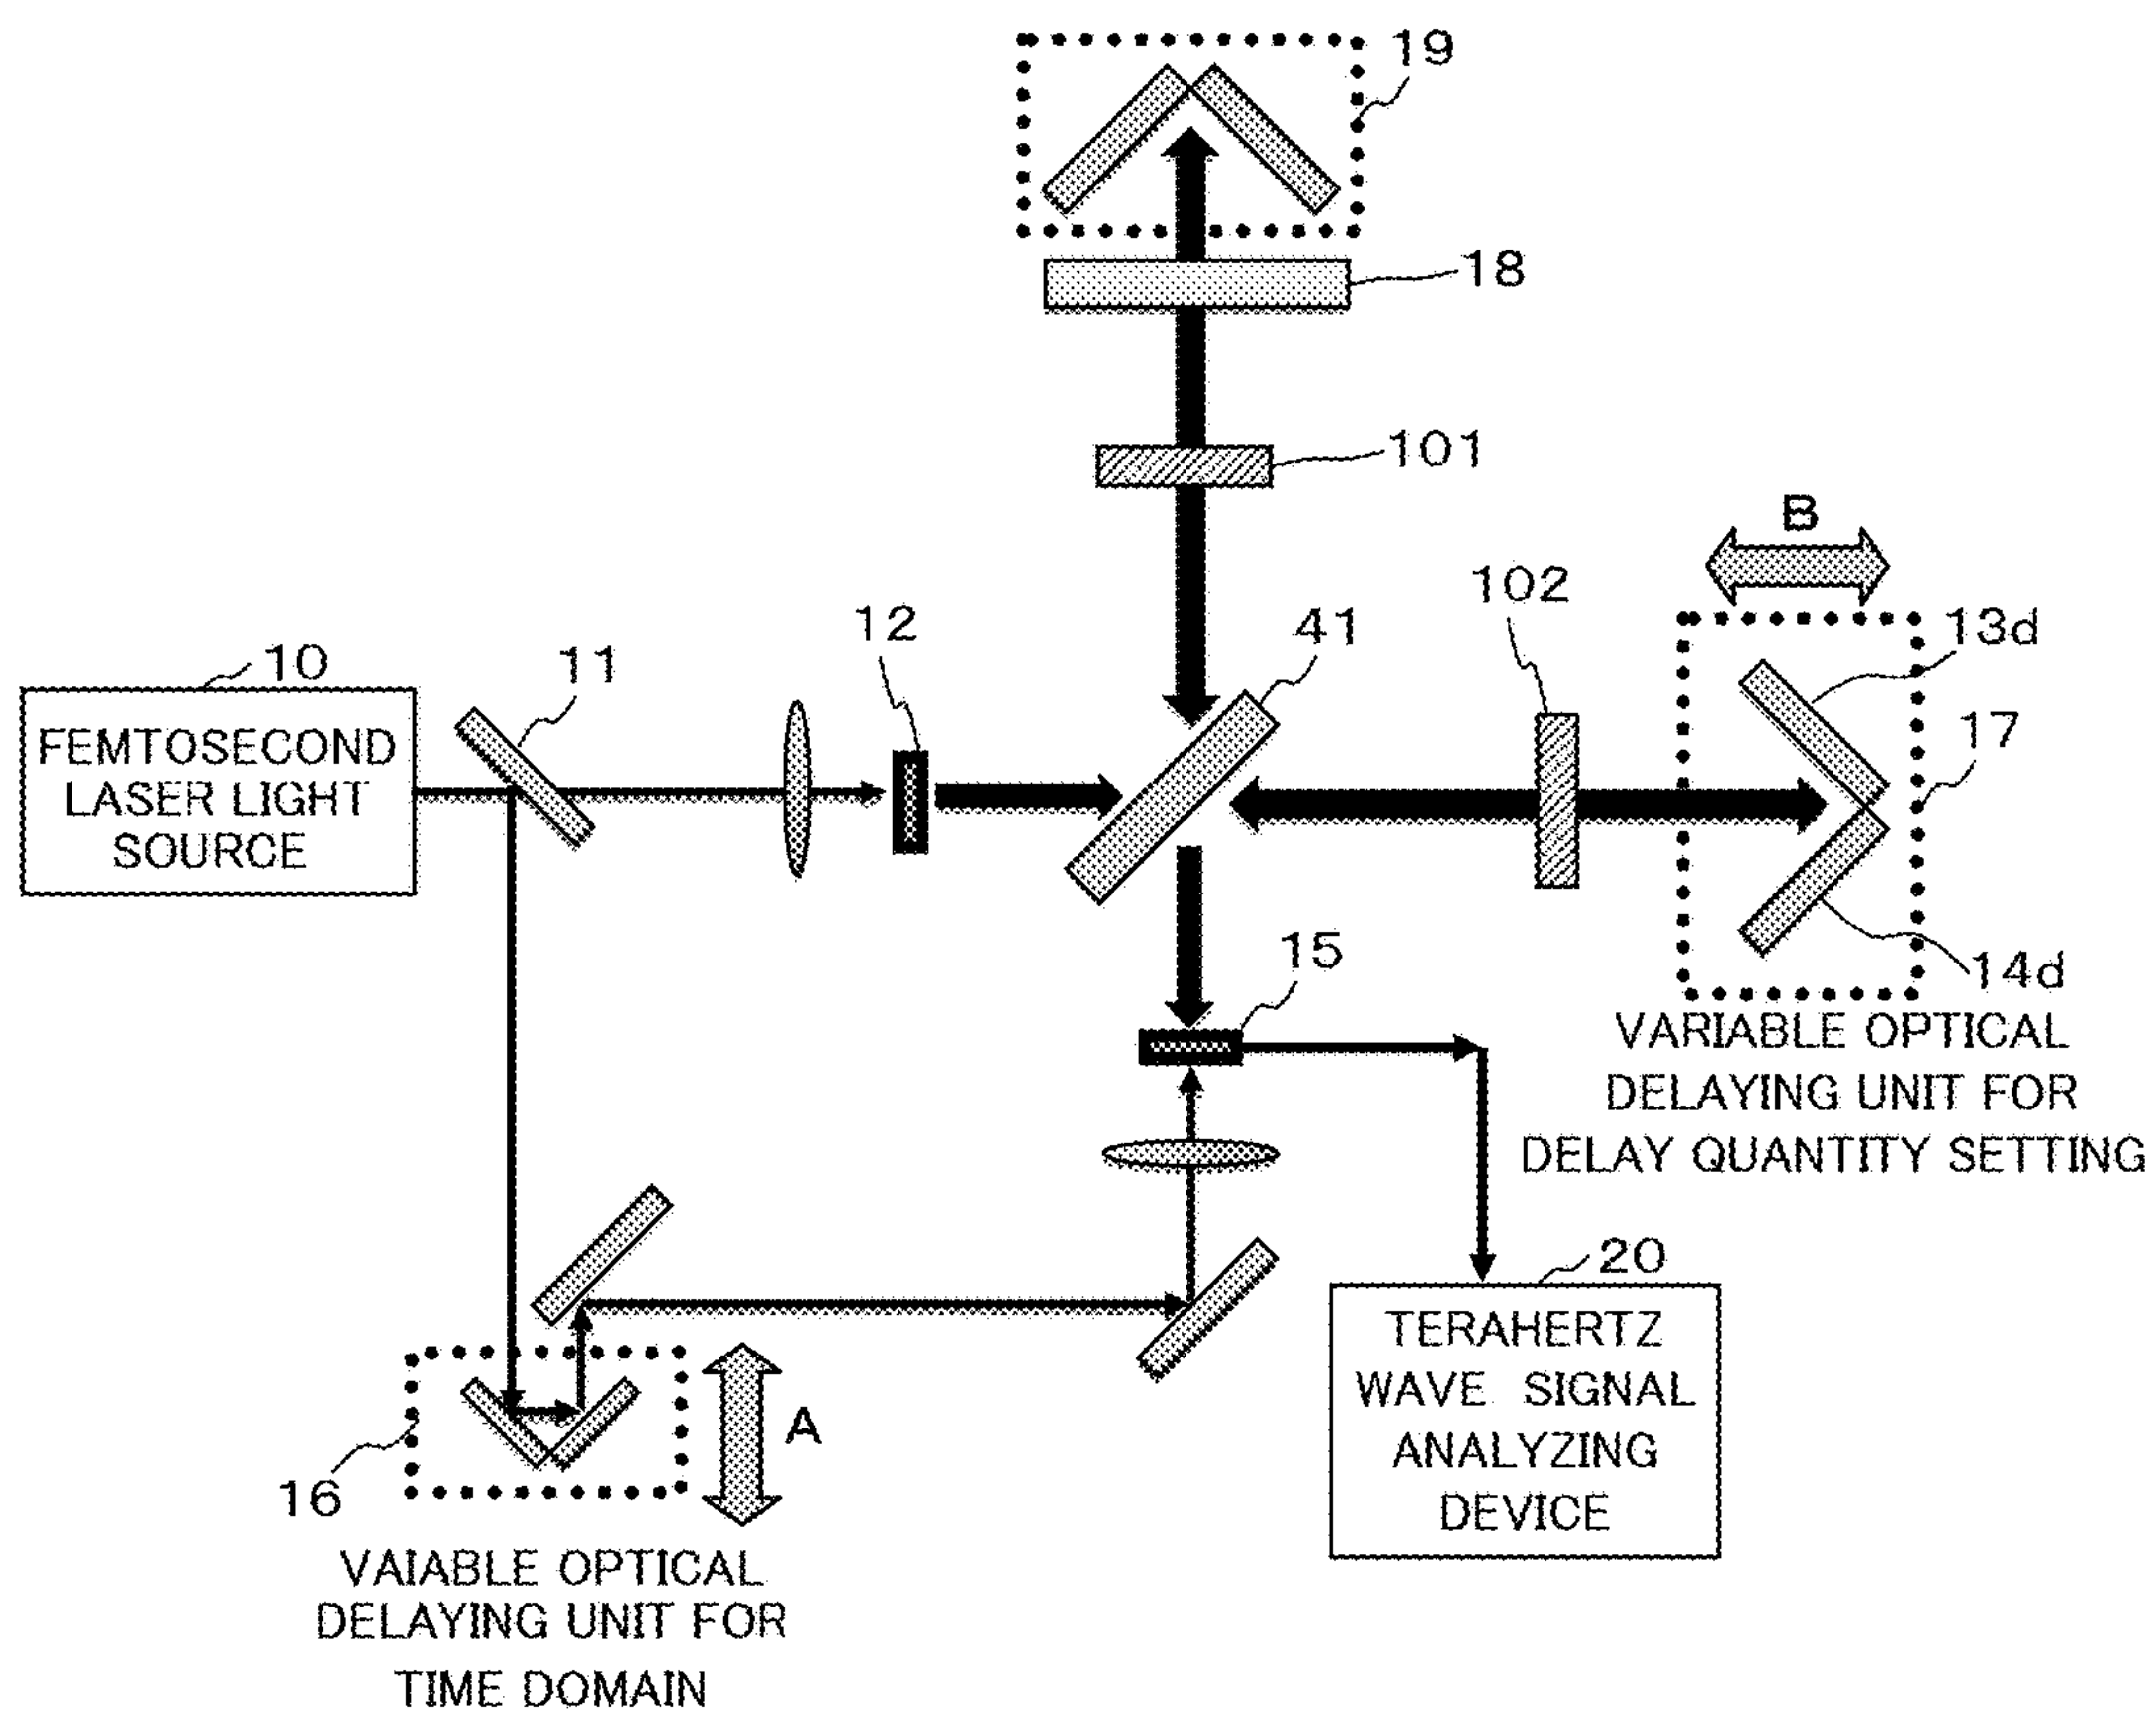 19
18
101
B
102
13d
12
41
10
11
17
FEMTOSECOND
LASER LIGHT
SOURCE
15
14d
VARIABLE OPTICAL
DELAYING UNIT FOR
DELAY QUANTITY SETTING
20
TERAHERTZ
WAVE SIGNAL
ANALYZING
DEVICE
A
16
VAIABLE OPTICAL
DELAYING UNIT FOR
TIME DOMAIN